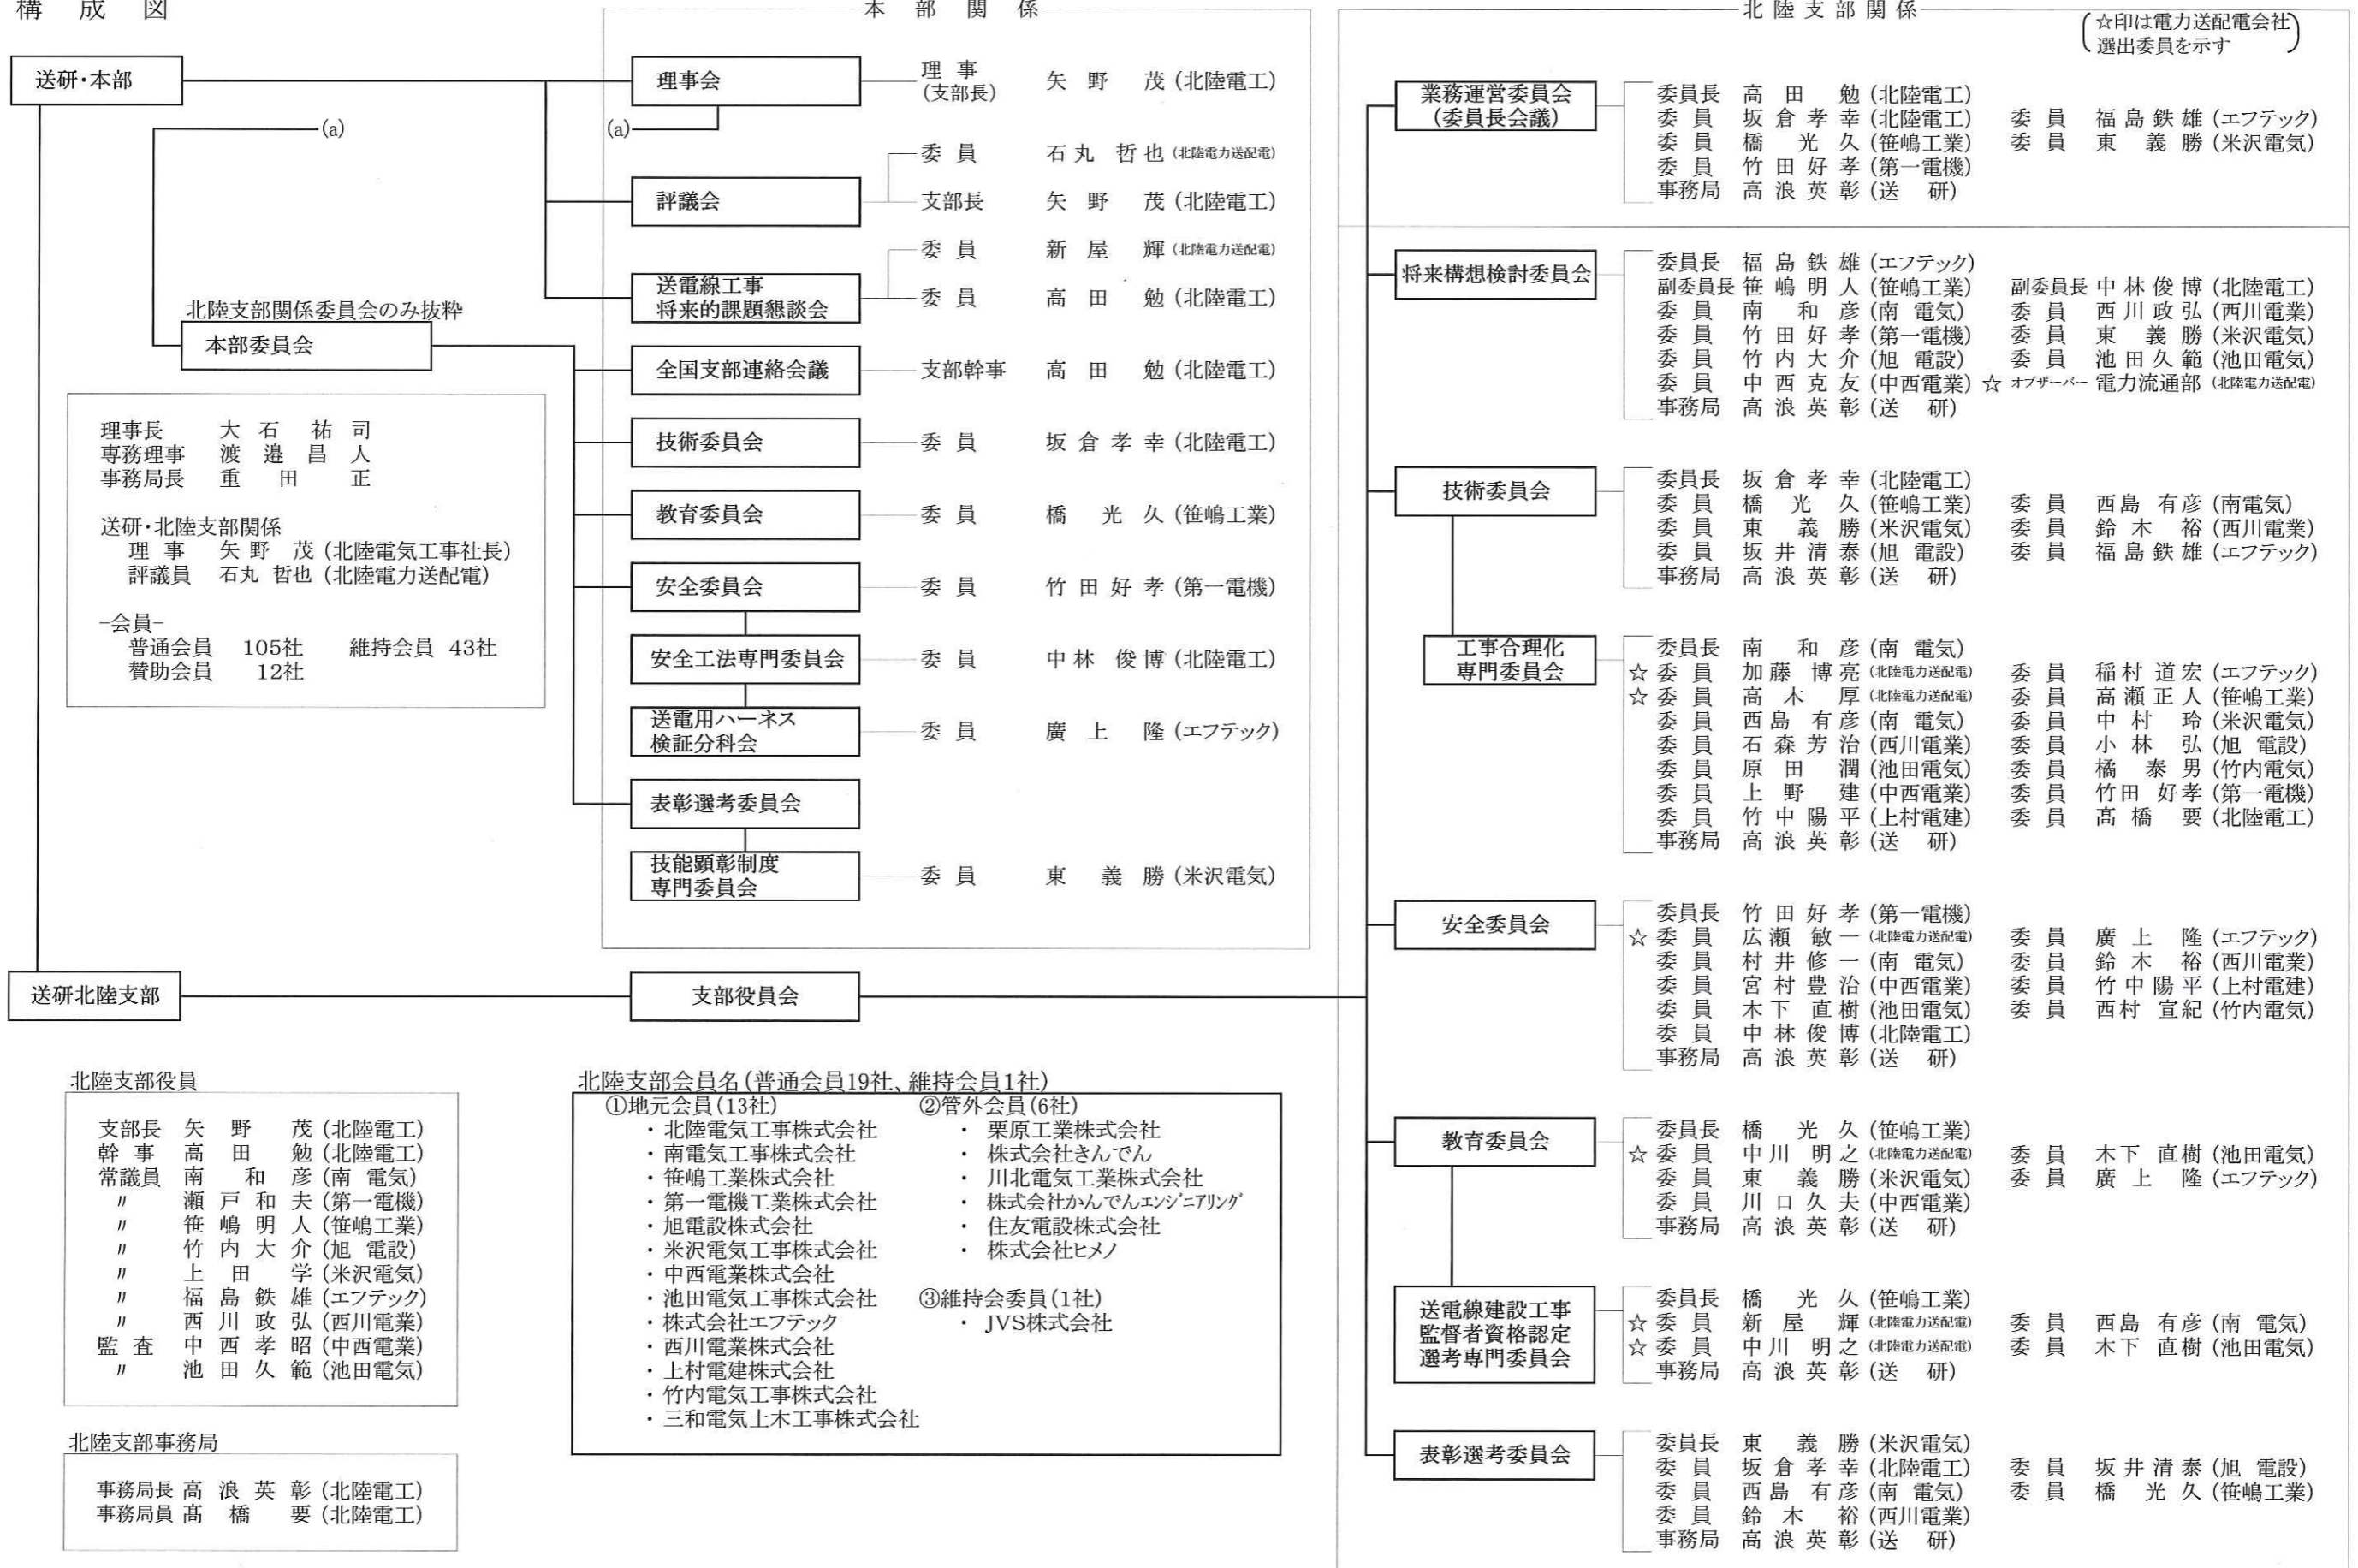 構成図
本部関係
送研・本部
理事会
理事
(支部長)
矢野 茂 (北陸電工)
(a)
(a)
評議会
委員 石丸 哲也 (北陸電力送配電)
支部長 矢野 茂 (北陸電工)
送電線工事
将来的課題懇談会
委員 新屋 輝 (北陸電力送配電)
委員 高田 勉 (北陸電工)
北陸支部関係委員会のみ抜粋
本部委員会
全国支部連絡会議
支部幹事 高田 勉 (北陸電工)
技術委員会
委員 坂倉孝幸 (北陸電工)
教育委員会
委員 橋 光久 (笹嶋工業)
安全委員会
委員 竹田好孝 (第一電機)
安全工法専門委員会
委員 中林 俊博 (北陸電工)
送電用ハーネス
検証分科会
委員 廣上 隆 (エフテック)
表彰選考委員会
技能顕彰制度
専門委員会
委員 東 義勝 (米沢電気)
理事長 大石 祐司
専務理事 渡邉昌人
事務局長 重田 正
送研・北陸支部関係
理事 矢野 茂 (北陸電気工事社長)
評議員 石丸 哲也 (北陸電力送配電)
-会員-
普通会員 105社 維持会員 43社
賛助会員 12社
送研北陸支部
支部役員会
北陸支部役員
支部長 矢野 茂 (北陸電工)
幹事 高田 勉 (北陸電工)
常議員 南 和彦 (南 電気)
〃 瀬戸和夫 (第一電機)
〃 笹嶋明人 (笹嶋工業)
〃 竹内大介 (旭 電設)
〃 上田 学 (米沢電気)
〃 福島鉄雄 (エフテック)
〃 西川政弘 (西川電業)
監査 中西孝昭 (中西電業)
〃 池田久範 (池田電気)
北陸支部事務局
事務局長 高浪英彰 (北陸電工)
事務局員 髙橋 要 (北陸電工)
北陸支部会員名(普通会員19社、維持会員1社)
①地元会員(13社)
・北陸電気工事株式会社
・南電気工事株式会社
・笹嶋工業株式会社
・第一電機工業株式会社
・旭電設株式会社
・米沢電気工事株式会社
・中西電業株式会社
・池田電気工事株式会社
・株式会社エフテック
・西川電業株式会社
・上村電建株式会社
・竹内電気工事株式会社
・三和電気土木工事株式会社
②管外会員(6社)
・ 栗原工業株式会社
・ 株式会社きんでん
・ 川北電気工業株式会社
・ 株式会社かんでんエンジニアリング
・ 住友電設株式会社
・ 株式会社ヒメノ
③維持会委員(1社)
・ JVS株式会社
北陸支部関係
(☆印は電力送配電会社
選出委員を示す)
業務運営委員会
(委員長会議)
委員長 高田 勉 (北陸電工)
委員 坂倉孝幸 (北陸電工) 委員 福島鉄雄 (エフテック)
委員 橋 光久 (笹嶋工業) 委員 東 義勝 (米沢電気)
委員 竹田好孝 (第一電機)
事務局 高浪英彰 (送 研)
将来構想検討委員会
委員長 福島鉄雄 (エフテック)
副委員長 笹嶋明人 (笹嶋工業) 副委員長 中林俊博 (北陸電工)
委員 南 和彦 (南 電気) 委員 西川政弘 (西川電業)
委員 竹田好孝 (第一電機) 委員 東 義勝 (米沢電気)
委員 竹内大介 (旭 電設) 委員 池田久範 (池田電気)
委員 中西克友 (中西電業) ☆ オブザーバー 電力流通部 (北陸電力送配電)
事務局 高浪英彰 (送 研)
技術委員会
委員長 坂倉孝幸 (北陸電工)
委員 橋 光久 (笹嶋工業) 委員 西島 有彦 (南電気)
委員 東 義勝 (米沢電気) 委員 鈴木 裕 (西川電業)
委員 坂井清泰 (旭 電設) 委員 福島鉄雄 (エフテック)
事務局 高浪英彰 (送 研)
工事合理化
専門委員会
委員長 南 和彦 (南 電気)
☆ 委員 加藤 博亮 (北陸電力送配電) 委員 稲村道宏 (エフテック)
☆ 委員 高木 厚 (北陸電力送配電) 委員 高瀬正人 (笹嶋工業)
委員 西島 有彦 (南 電気) 委員 中村 玲 (米沢電気)
委員 石森芳治 (西川電業) 委員 小林 弘 (旭 電設)
委員 原田 潤 (池田電気) 委員 橘 泰男 (竹内電気)
委員 上野 建 (中西電業) 委員 竹田 好孝 (第一電機)
委員 竹中陽平 (上村電建) 委員 髙橋 要 (北陸電工)
事務局 高浪英彰 (送 研)
安全委員会
委員長 竹田好孝 (第一電機)
☆ 委員 広瀬 敏一 (北陸電力送配電) 委員 廣上 隆 (エフテック)
委員 村井修一 (南 電気) 委員 鈴木 裕 (西川電業)
委員 宮村豊治 (中西電業) 委員 竹中陽平 (上村電建)
委員 木下 直樹 (池田電気) 委員 西村 宣紀 (竹内電気)
委員 中林俊博 (北陸電工)
事務局 高浪英彰 (送 研)
教育委員会
委員長 橋 光久 (笹嶋工業)
☆ 委員 中川 明之 (北陸電力送配電) 委員 木下 直樹 (池田電気)
委員 東 義勝 (米沢電気) 委員 廣上 隆 (エフテック)
委員 川口久夫 (中西電業)
事務局 高浪英彰 (送 研)
送電線建設工事
監督者資格認定
選考専門委員会
委員長 橋 光久 (笹嶋工業)
☆ 委員 新屋 輝 (北陸電力送配電) 委員 西島 有彦 (南 電気)
☆ 委員 中川 明之 (北陸電力送配電) 委員 木下 直樹 (池田電気)
事務局 高浪英彰 (送 研)
表彰選考委員会
委員長 東 義勝 (米沢電気)
委員 坂倉孝幸 (北陸電工) 委員 坂井清泰 (旭 電設)
委員 西島 有彦 (南 電気) 委員 橋 光久 (笹嶋工業)
委員 鈴木 裕 (西川電業)
事務局 高浪英彰 (送 研)